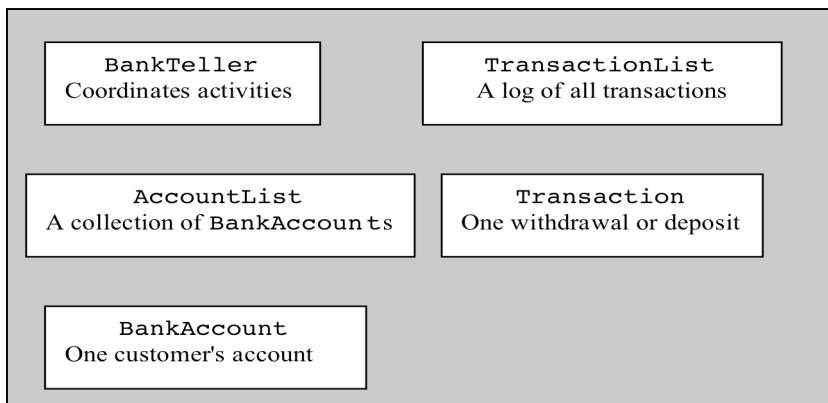 BankTeller
Coordinates activities
TransactionList
A log of all transactions
AccountList
A collection of BankAccounts
Transaction
One withdrawal or deposit
BankAccount
One customer's account